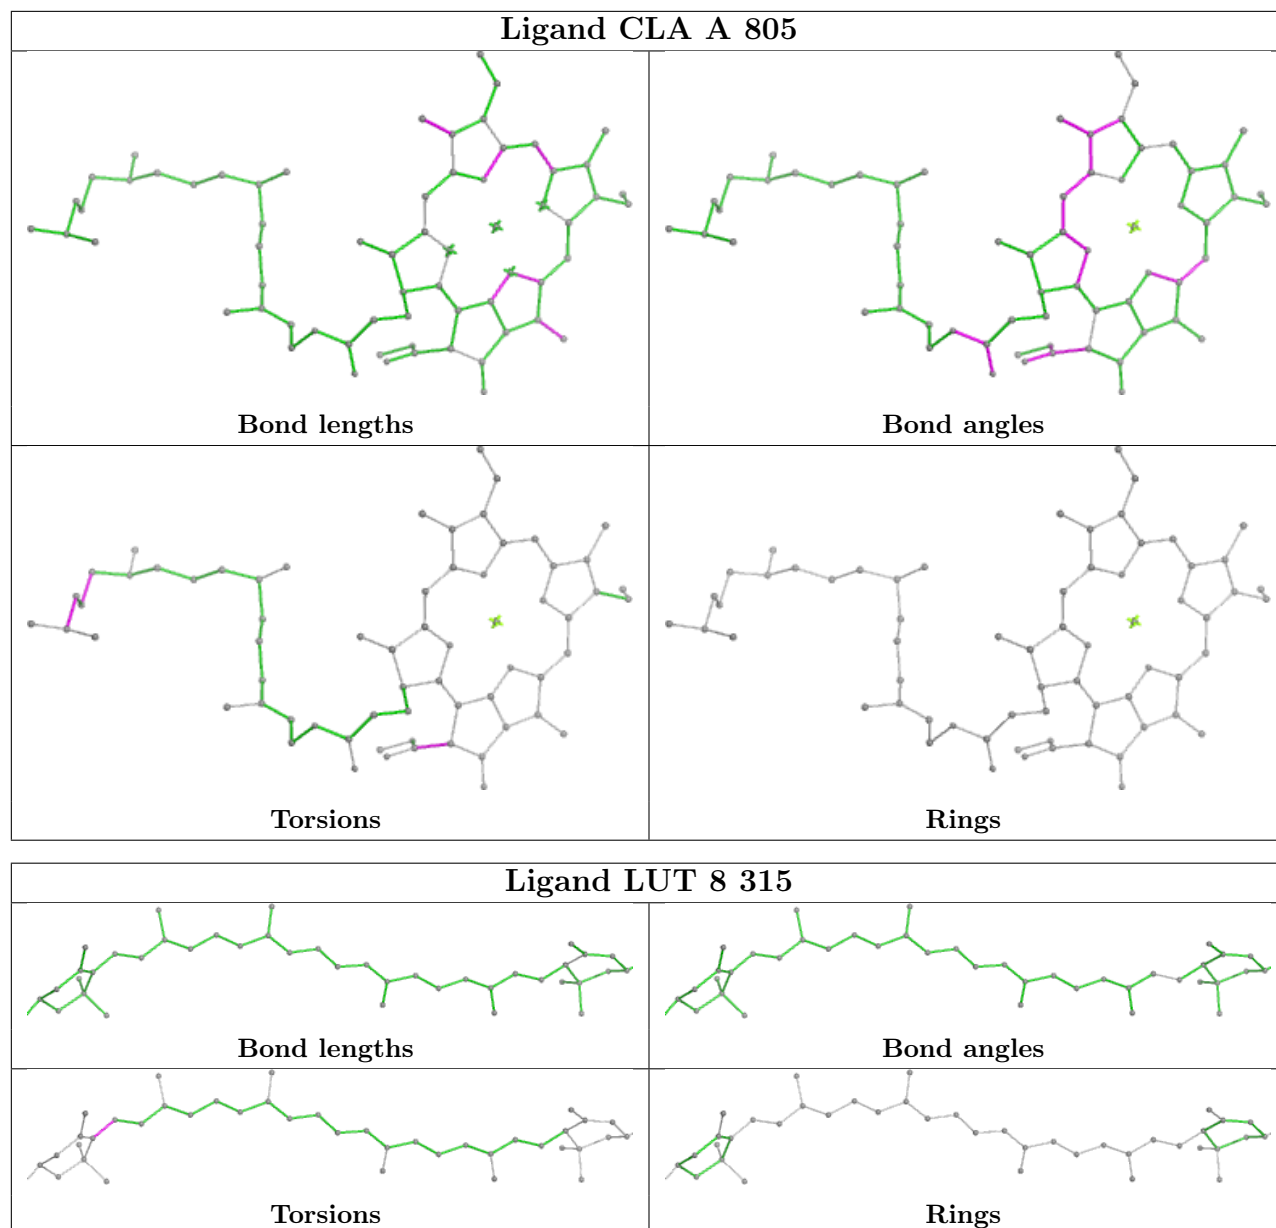 Ligand CLA A 805
Bond lengths
Bond angles
Torsions
Rings
Ligand LUT 8 315
Bond lengths
Bond angles
Torsions
Rings